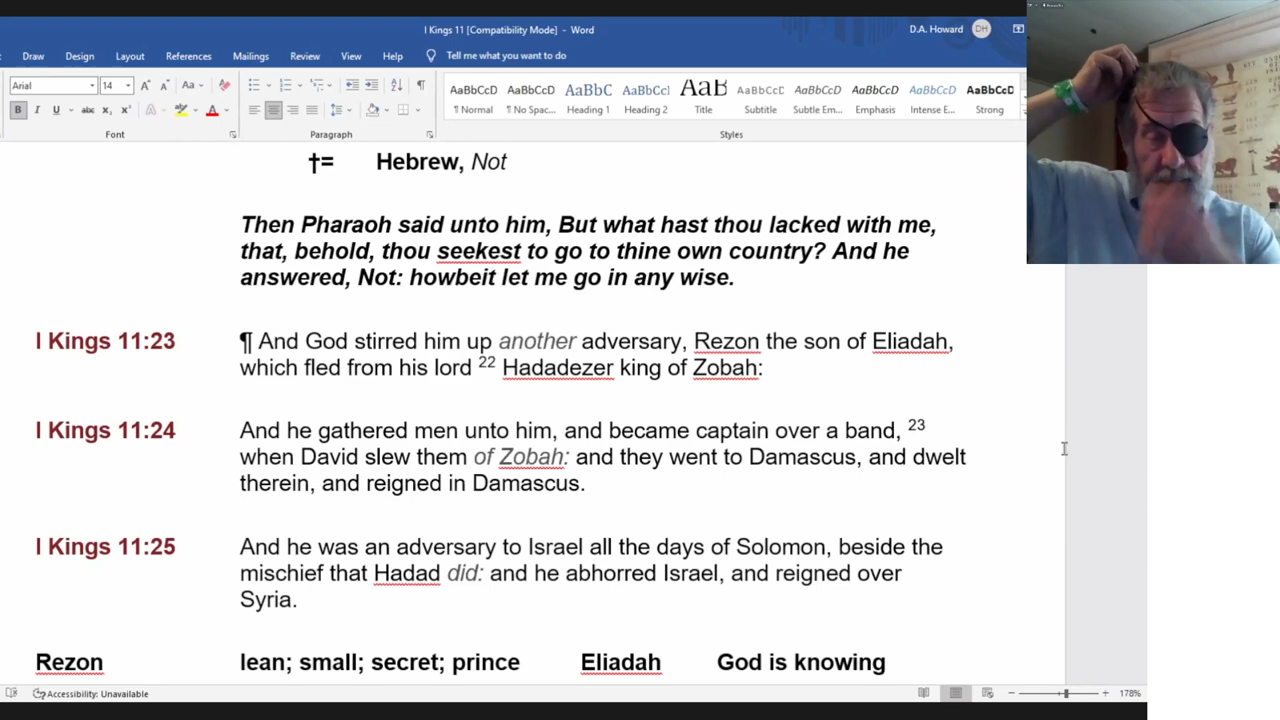 I Kings 11 [Compatibility Mode] - Word
D.A. Howard DH
Draw Design Layout References Mailings Review View Help Tell me what you want to do
Arial 14 Aa
B I U abc x₂ x² A
Font Paragraph Styles
AaBbCcD AaBbCcD AaBbC AaBbCc AaB AaBbCcD AaBbCcD AaBbCcD AaBbCcD AaBbCcD
¶ Normal ¶ No Spac... Heading 1 Heading 2 Title Subtitle Subtle Em... Emphasis Intense E... Strong
†= Hebrew, Not
Then Pharaoh said unto him, But what hast thou lacked with me,
that, behold, thou seekest to go to thine own country? And he
answered, Not: howbeit let me go in any wise.
I Kings 11:23 ¶ And God stirred him up another adversary, Rezon the son of Eliadah,
which fled from his lord 22 Hadadezer king of Zobah:
I Kings 11:24 And he gathered men unto him, and became captain over a band, 23
when David slew them of Zobah: and they went to Damascus, and dwelt
therein, and reigned in Damascus.
I Kings 11:25 And he was an adversary to Israel all the days of Solomon, beside the
mischief that Hadad did: and he abhorred Israel, and reigned over
Syria.
Rezon lean; small; secret; prince Eliadah God is knowing
Accessibility: Unavailable 178%